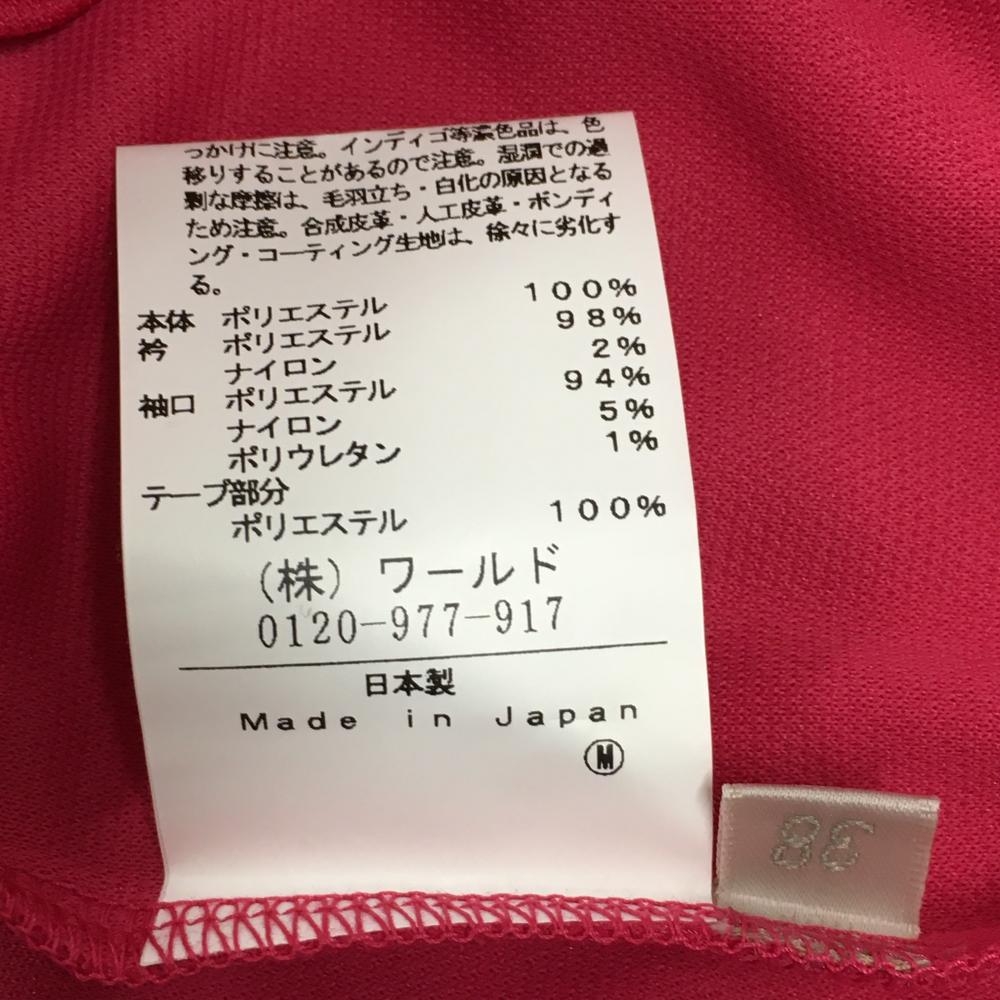 っかけに注意。インディゴ等濃色品は、色
移りすることがあるので注意。湿潤での過
剰な摩擦は、毛羽立ち・白化の原因となる
ため注意。合成皮革・人工皮革・ボンディ
ング・コーティング生地は、徐々に劣化す
る。
本体 ポリエステル 100%
衿 ポリエステル 98%
ナイロン 2%
袖口 ポリエステル 94%
ナイロン 5%
ポリウレタン 1%
テープ部分
ポリエステル 100%
(株) ワールド
0120-977-917
日本製
Made in Japan
M
38